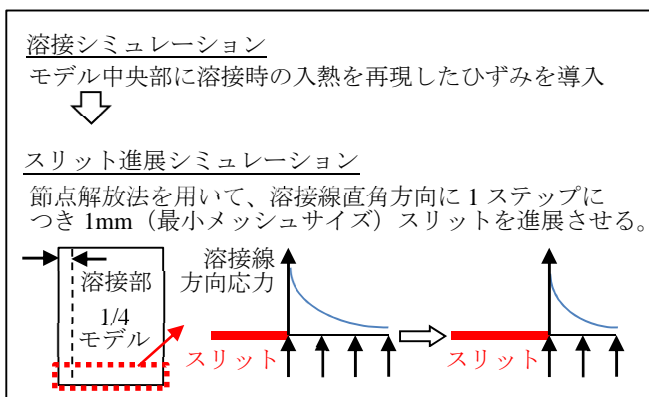 溶接シミュレーション
モデル中央部に溶接時の入熱を再現したひずみを導入
スリット進展シミュレーション
節点解放法を用いて、溶接線直角方向に 1 ステップに
つき 1mm（最小メッシュサイズ）スリットを進展させる。
溶接部
1/4
モデル
溶接線
方向応力
スリット
スリット